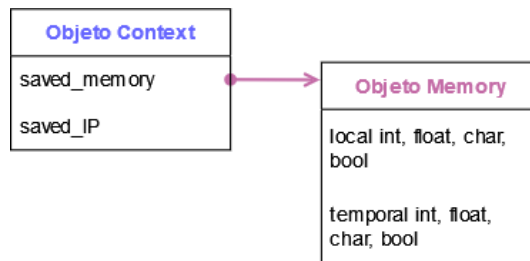 Objeto Context
saved_memory
saved_IP
Objeto Memory
local int, float, char,
bool
temporal int, float,
char, bool